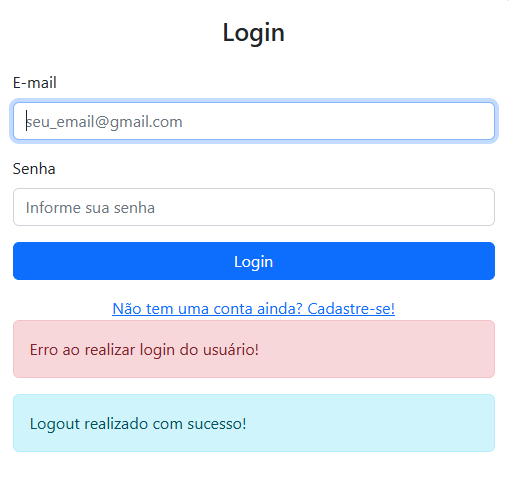 Login
E-mail
seu_email@gmail.com
Senha
Informe sua senha
Login
Não tem uma conta ainda? Cadastre-se!
Erro ao realizar login do usuário!
Logout realizado com sucesso!